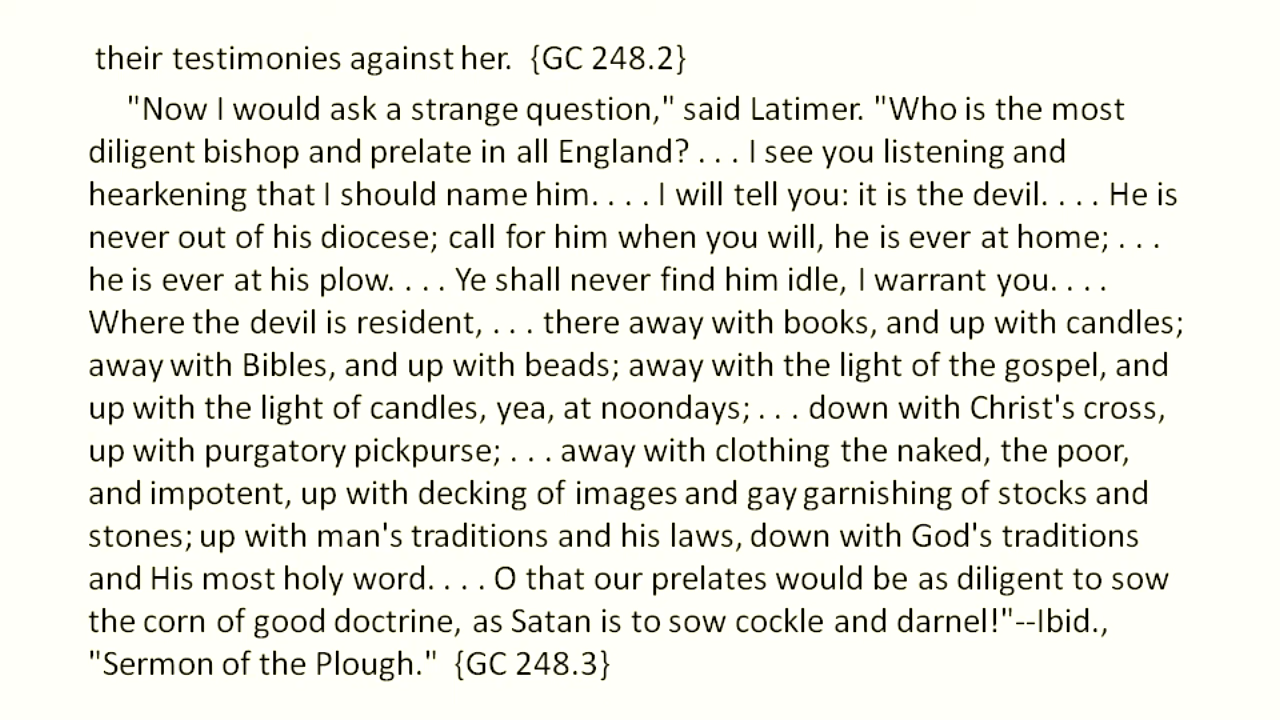 their testimonies against her.  {GC 248.2}
"Now I would ask a strange question," said Latimer. "Who is the most
diligent bishop and prelate in all England? . . . I see you listening and
hearkening that I should name him. . . . I will tell you: it is the devil. . . . He is
never out of his diocese; call for him when you will, he is ever at home; . . .
he is ever at his plow. . . . Ye shall never find him idle, I warrant you. . . .
Where the devil is resident, . . . there away with books, and up with candles;
away with Bibles, and up with beads; away with the light of the gospel, and
up with the light of candles, yea, at noondays; . . . down with Christ's cross,
up with purgatory pickpurse; . . . away with clothing the naked, the poor,
and impotent, up with decking of images and gay garnishing of stocks and
stones; up with man's traditions and his laws, down with God's traditions
and His most holy word. . . . O that our prelates would be as diligent to sow
the corn of good doctrine, as Satan is to sow cockle and darnel!"--Ibid.,
"Sermon of the Plough."  {GC 248.3}